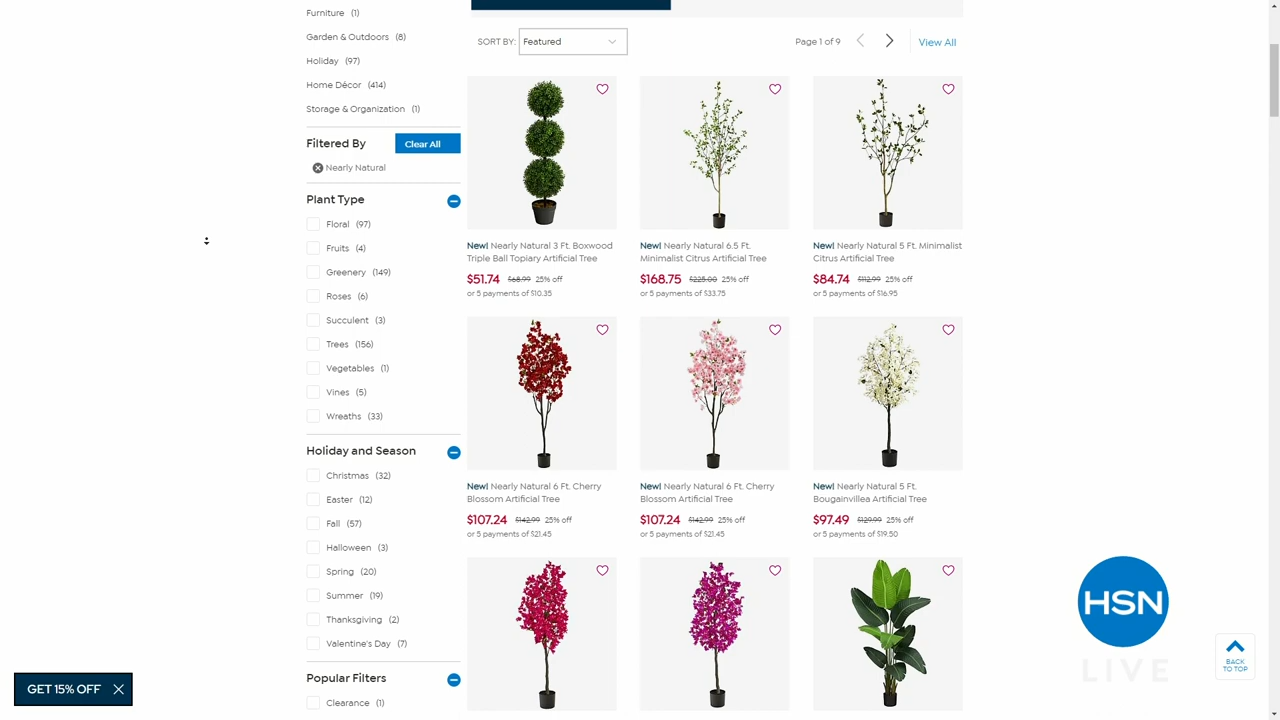 Furniture (1)
Garden & Outdoors (8)
Holiday (97)
Home Décor (414)
Storage & Organization (1)
Filtered By
Clear All
Nearly Natural
Plant Type
Floral (97)
Fruits (4)
Greenery (149)
Roses (6)
Succulent (3)
Trees (156)
Vegetables (1)
Vines (5)
Wreaths (33)
Holiday and Season
Christmas (32)
Easter (12)
Fall (57)
Halloween (3)
Spring (20)
Summer (19)
Thanksgiving (2)
Valentine's Day (7)
Popular Filters
Clearance (1)
SORT BY: Featured
Page 1 of 9
View All
New! Nearly Natural 3 Ft. Boxwood
Triple Ball Topiary Artificial Tree
$51.74 $68.99 25% off
or 5 payments of $10.35
New! Nearly Natural 6.5 Ft.
Minimalist Citrus Artificial Tree
$168.75 $225.00 25% off
or 5 payments of $33.75
New! Nearly Natural 5 Ft. Minimalist
Citrus Artificial Tree
$84.74 $112.99 25% off
or 5 payments of $16.95
New! Nearly Natural 6 Ft. Cherry
Blossom Artificial Tree
$107.24 $142.99 25% off
or 5 payments of $21.45
New! Nearly Natural 6 Ft. Cherry
Blossom Artificial Tree
$107.24 $142.99 25% off
or 5 payments of $21.45
New! Nearly Natural 5 Ft.
Bougainvillea Artificial Tree
$97.49 $129.99 25% off
or 5 payments of $19.50
GET 15% OFF
HSN
LIVE
BACK
TO TOP